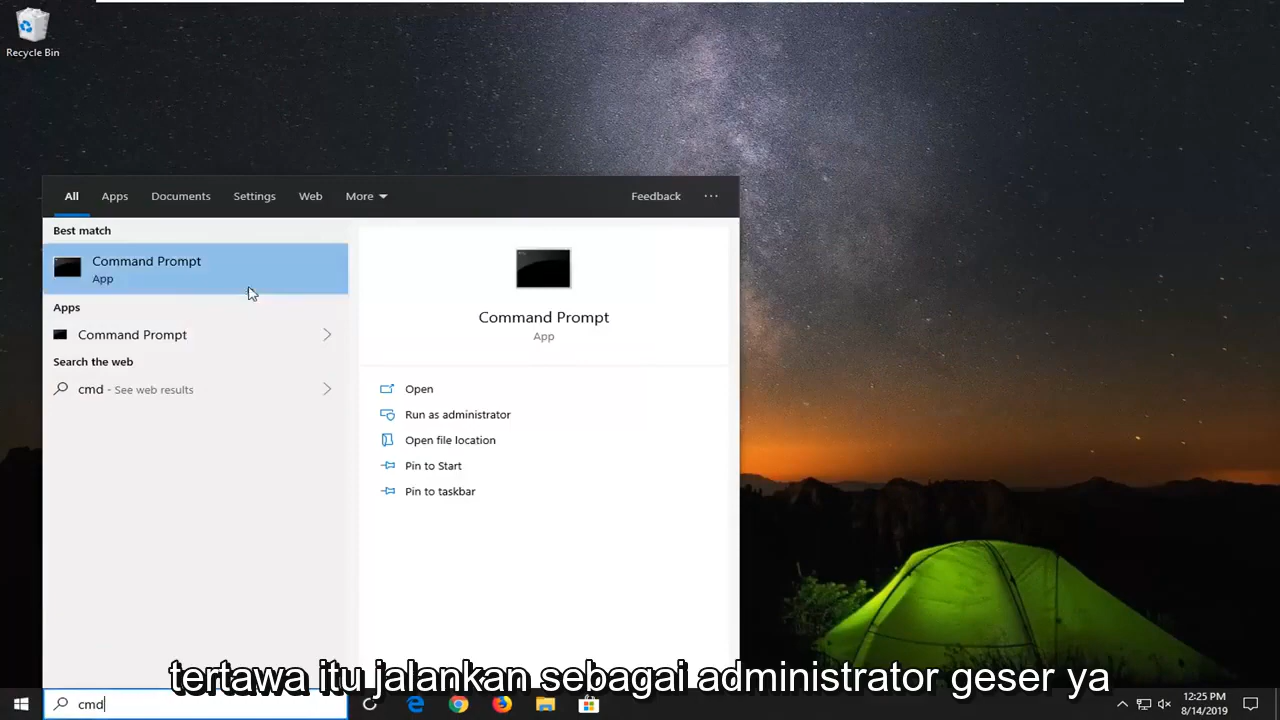 Recycle Bin
All Apps Documents Settings Web More Feedback ...
Best match
Command Prompt
App
Apps
Command Prompt
Search the web
cmd - See web results
Command Prompt
App
Open
Run as administrator
Open file location
Pin to Start
Pin to taskbar
tertawa itu jalankan sebagai administrator geser ya
cmd
12:25 PM
8/14/2019